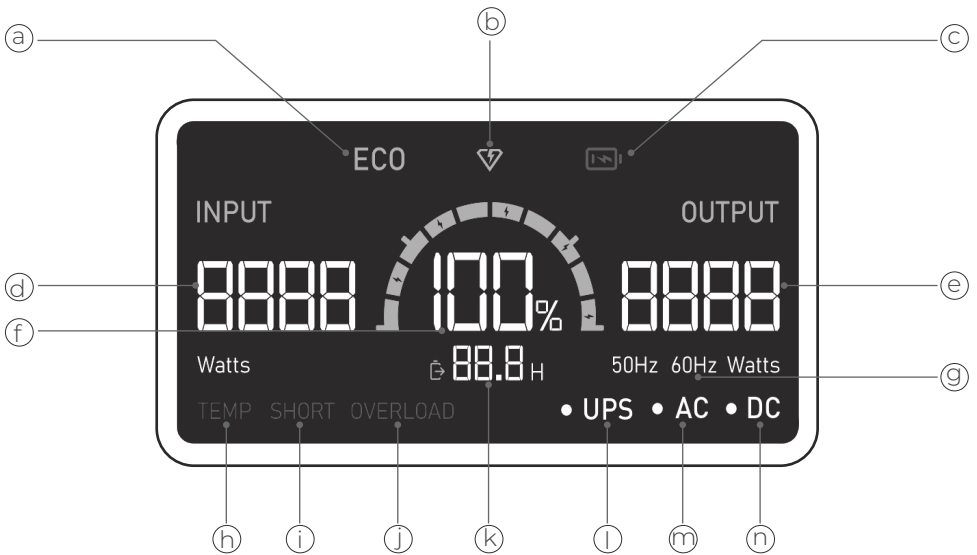 a b c
ECO
INPUT OUTPUT
d 8888 100% 8888 e
f
Watts 88.8 H 50Hz 60Hz Watts g
TEMP SHORT OVERLOAD • UPS • AC • DC
h i j k l m n